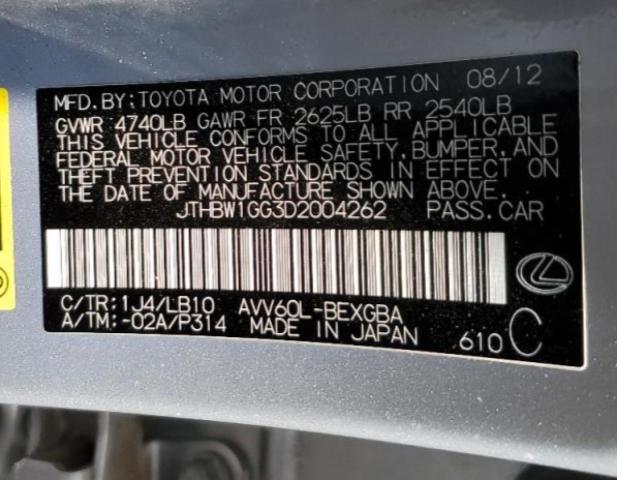 MFD. BY: TOYOTA MOTOR CORPORATION 08/12
GVWR 4740LB GAWR FR 2625LB RR 2540LB
THIS VEHICLE CONFORMS TO ALL APPLICABLE
FEDERAL MOTOR VEHICLE SAFETY, BUMPER, AND
THEFT PREVENTION STANDARDS IN EFFECT ON
THE DATE OF MANUFACTURE SHOWN ABOVE.
JTHBW1GG3D2004262 PASS.CAR
C/TR: 1J4/LB10 AVV60L-BEXGBA
A/TM: -02A/P314 MADE IN JAPAN 610 C